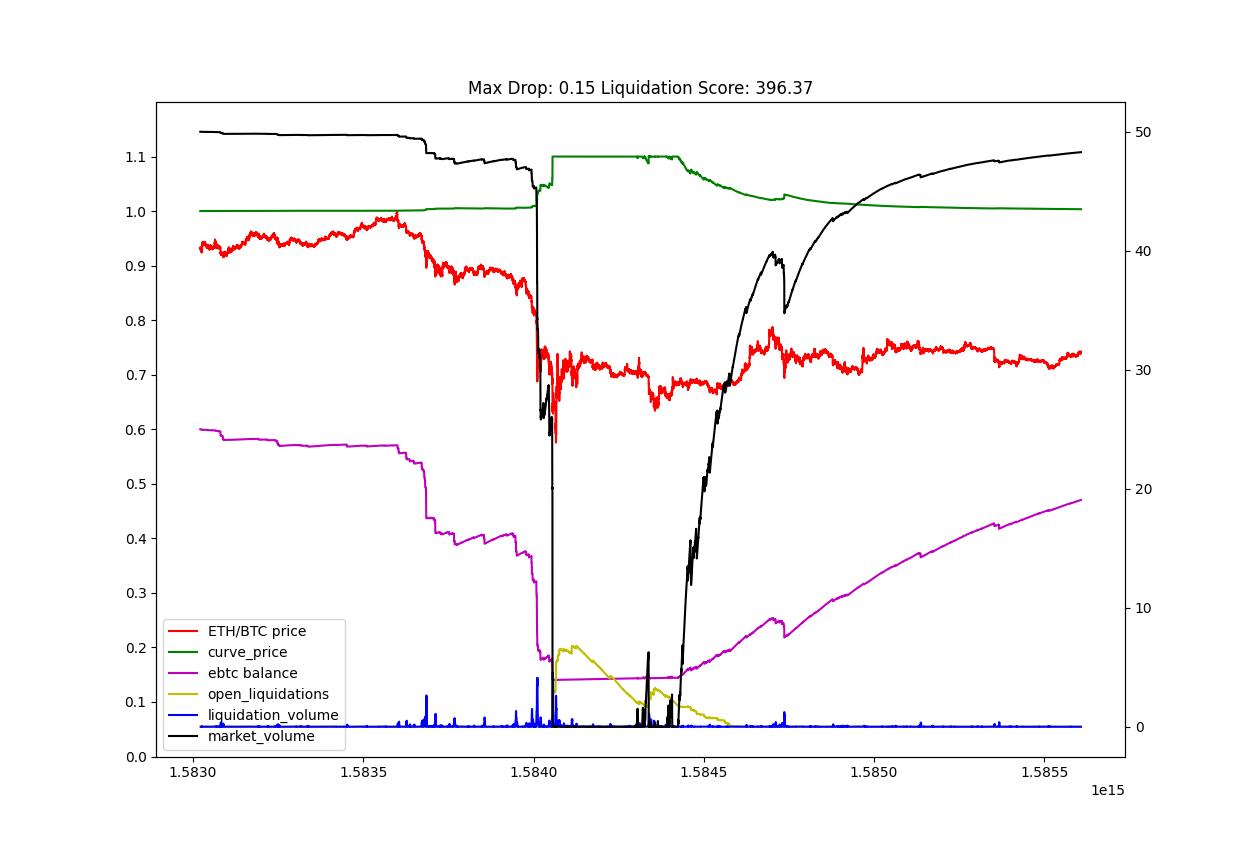 Max Drop: 0.15 Liquidation Score: 396.37
1.1
1.0
0.9
0.8
0.7
0.6
0.5
0.4
0.3
0.2
0.1
0.0
50
40
30
20
10
0
ETH/BTC price
curve_price
ebtc balance
open_liquidations
liquidation_volume
market_volume
1.5830 1.5835 1.5840 1.5845 1.5850 1.5855
1e15